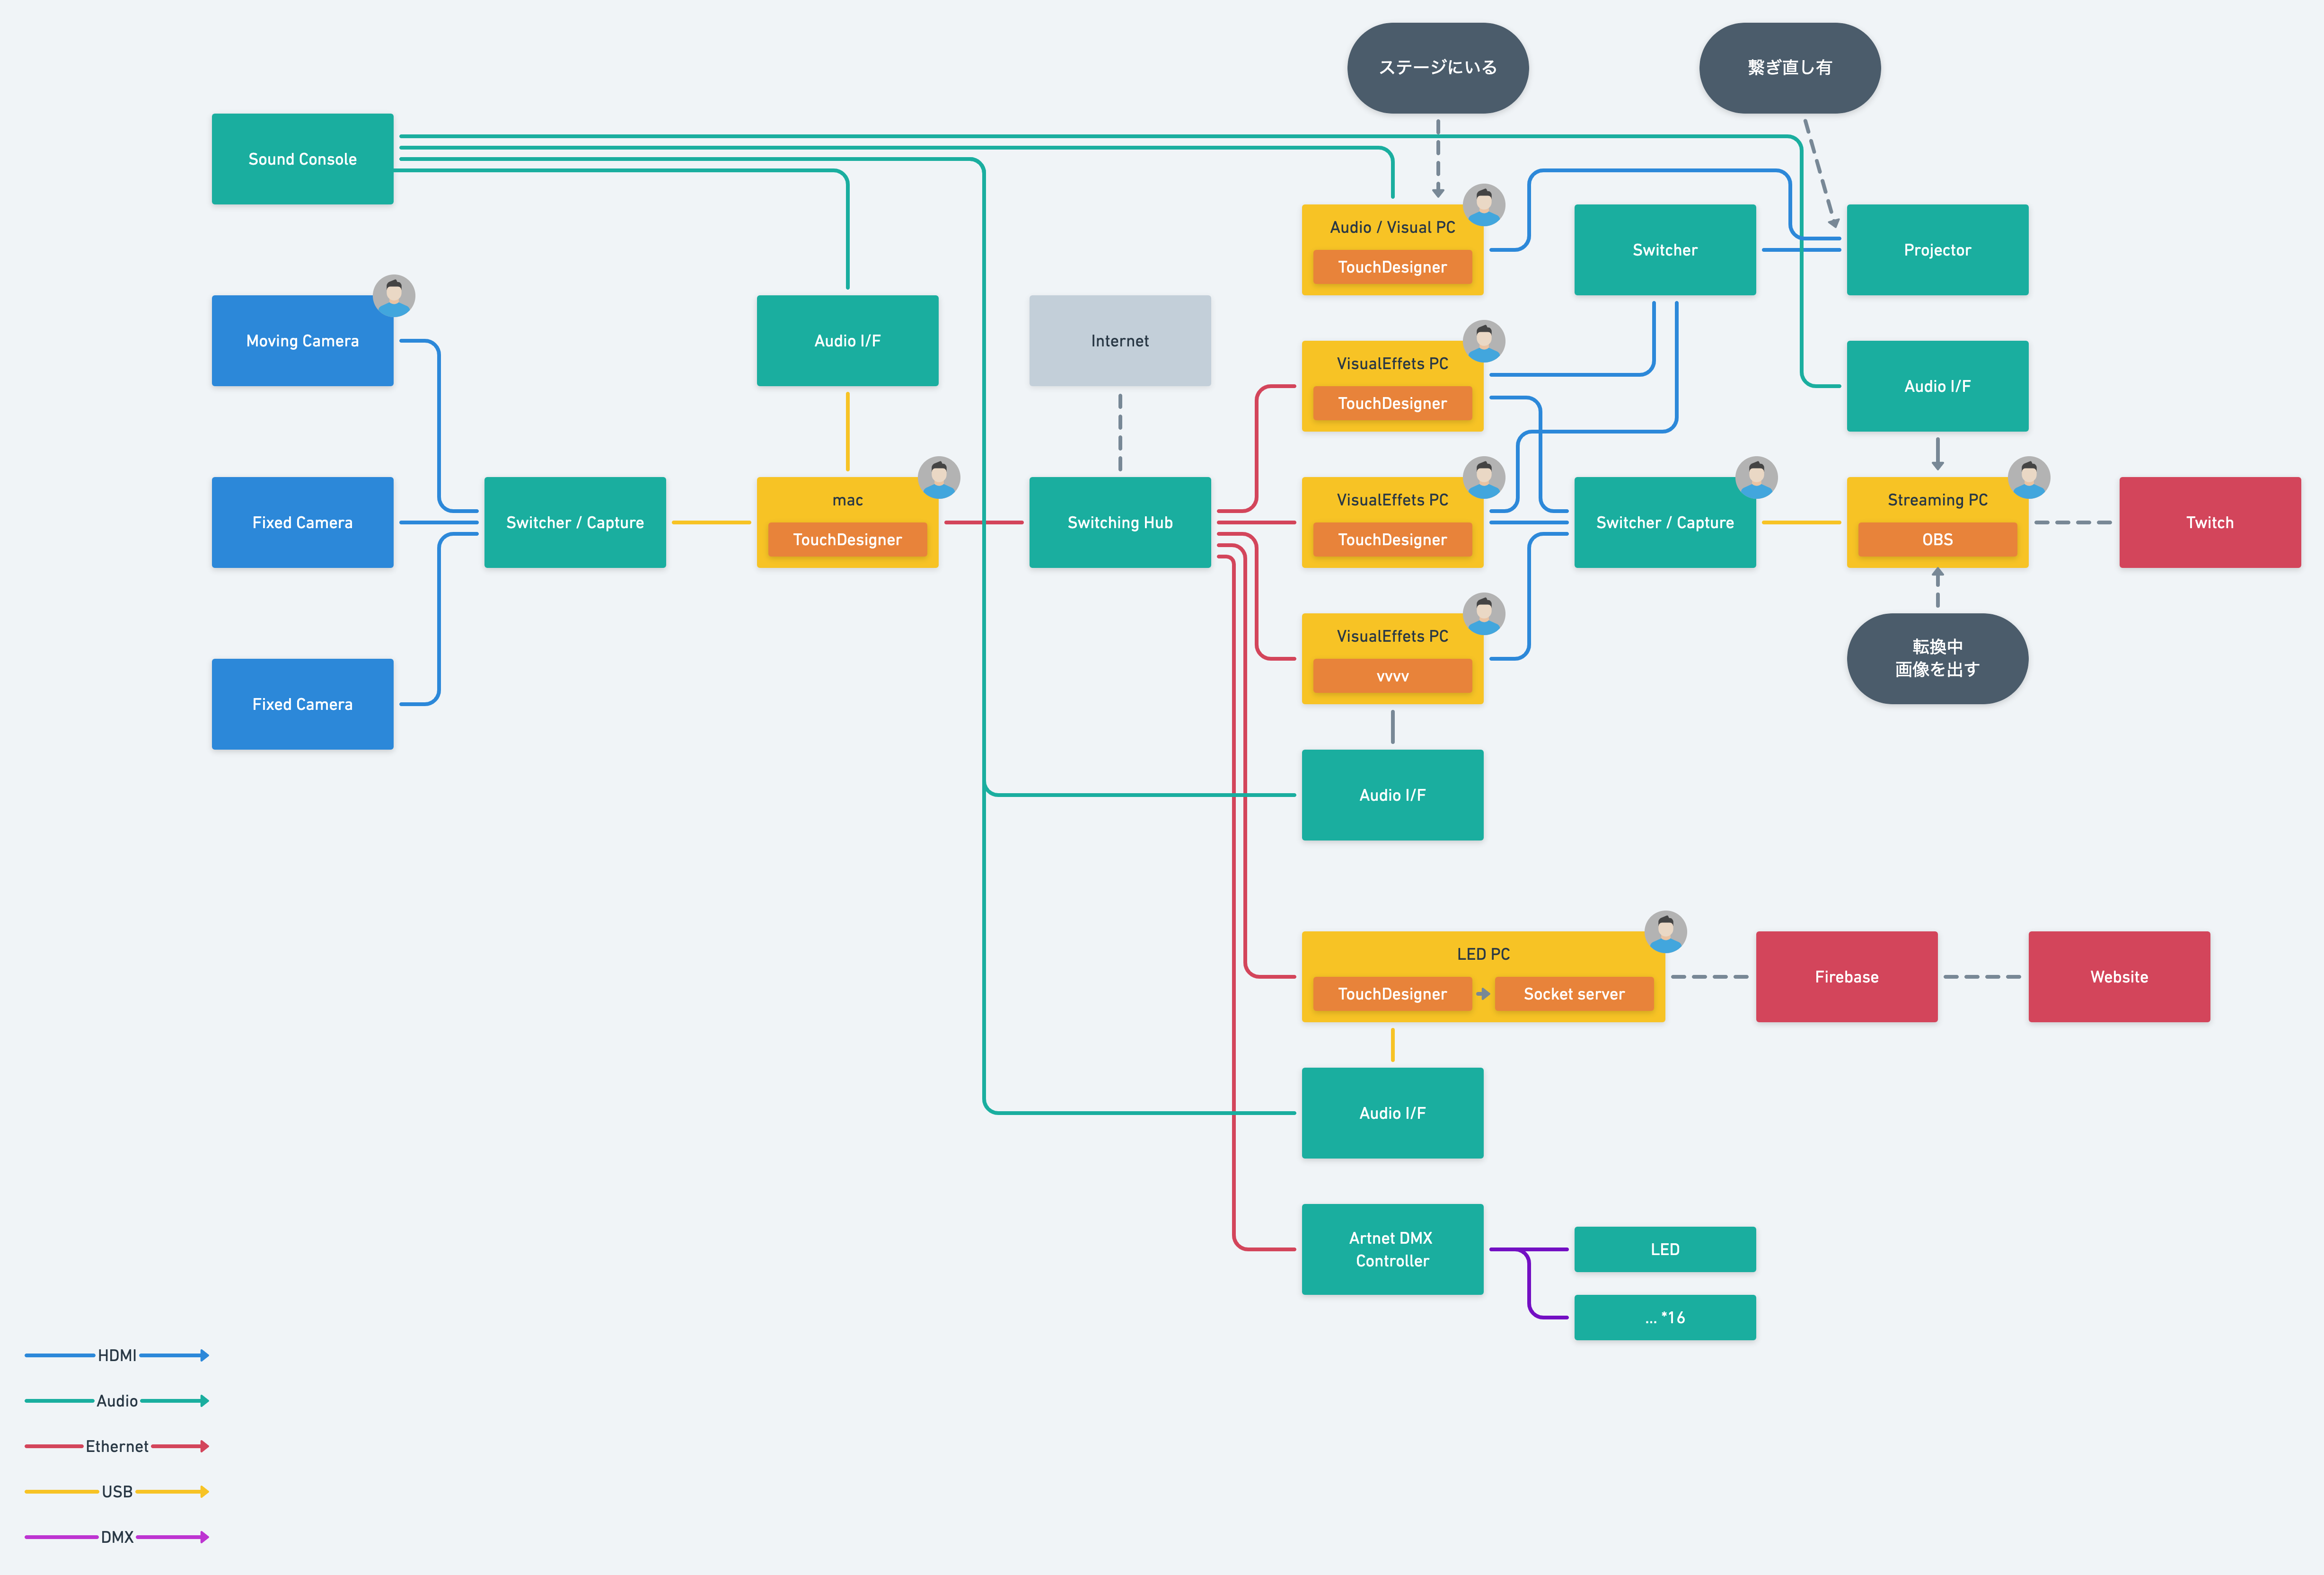 ステージにいる
繋ぎ直し有
Sound Console
Audio / Visual PC
TouchDesigner
Switcher
Projector
Moving Camera
Audio I/F
Internet
VisualEffets PC
TouchDesigner
Audio I/F
Fixed Camera
Switcher / Capture
mac
TouchDesigner
Switching Hub
VisualEffets PC
TouchDesigner
Switcher / Capture
Streaming PC
OBS
Twitch
Fixed Camera
VisualEffets PC
vvvv
転換中
画像を出す
Audio I/F
LED PC
TouchDesigner
Socket server
Firebase
Website
Audio I/F
Artnet DMX
Controller
LED
... *16
HDMI
Audio
Ethernet
USB
DMX